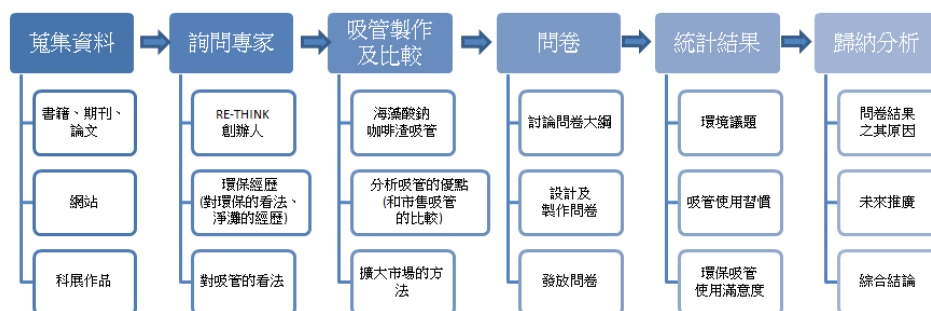 蒐集資料
詢問專家
吸管製作
及比較
問卷
統計結果
歸納分析
書籍、期刊、
論文
網站
科展作品
RE-THINK
創辦人
環保經歷
(對環保的看法、
淨灘的經歷)
對吸管的看法
海藻酸鈉
咖啡渣吸管
分析吸管的優點
(和市售吸管
的比較)
擴大市場的方
法
討論問卷大綱
設計及
製作問卷
發放問卷
環境議題
吸管使用習慣
環保吸管
使用滿意度
問卷結果
之其原因
未來推廣
綜合結論